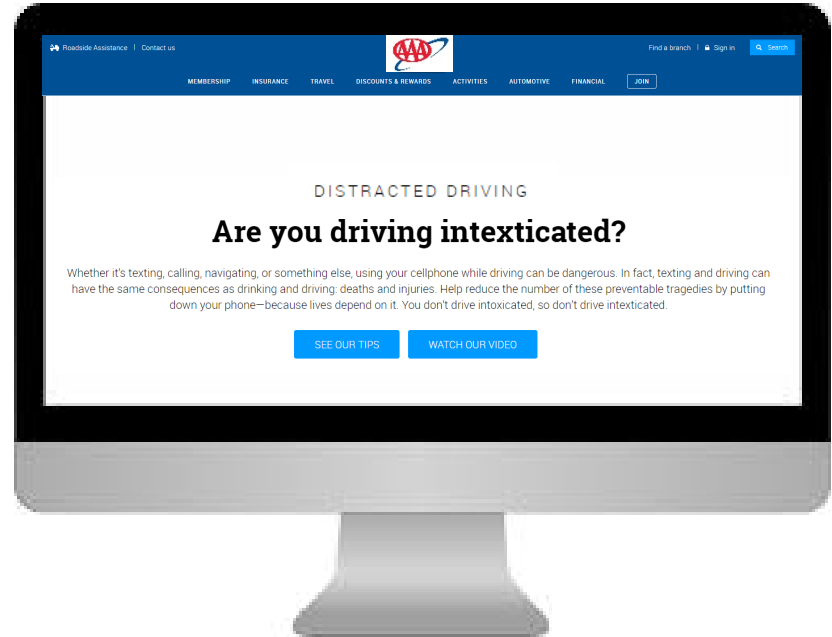 Roadside Assistance | Contact us
AAA
Find a branch | Sign in
Search
MEMBERSHIP INSURANCE TRAVEL DISCOUNTS & REWARDS ACTIVITIES AUTOMOTIVE FINANCIAL JOIN
DISTRACTED DRIVING
Are you driving intexticated?
Whether it's texting, calling, navigating, or something else, using your cellphone while driving can be dangerous. In fact, texting and driving can
have the same consequences as drinking and driving: deaths and injuries. Help reduce the number of these preventable tragedies by putting
down your phone—because lives depend on it. You don't drive intoxicated, so don't drive intexticated.
SEE OUR TIPS WATCH OUR VIDEO